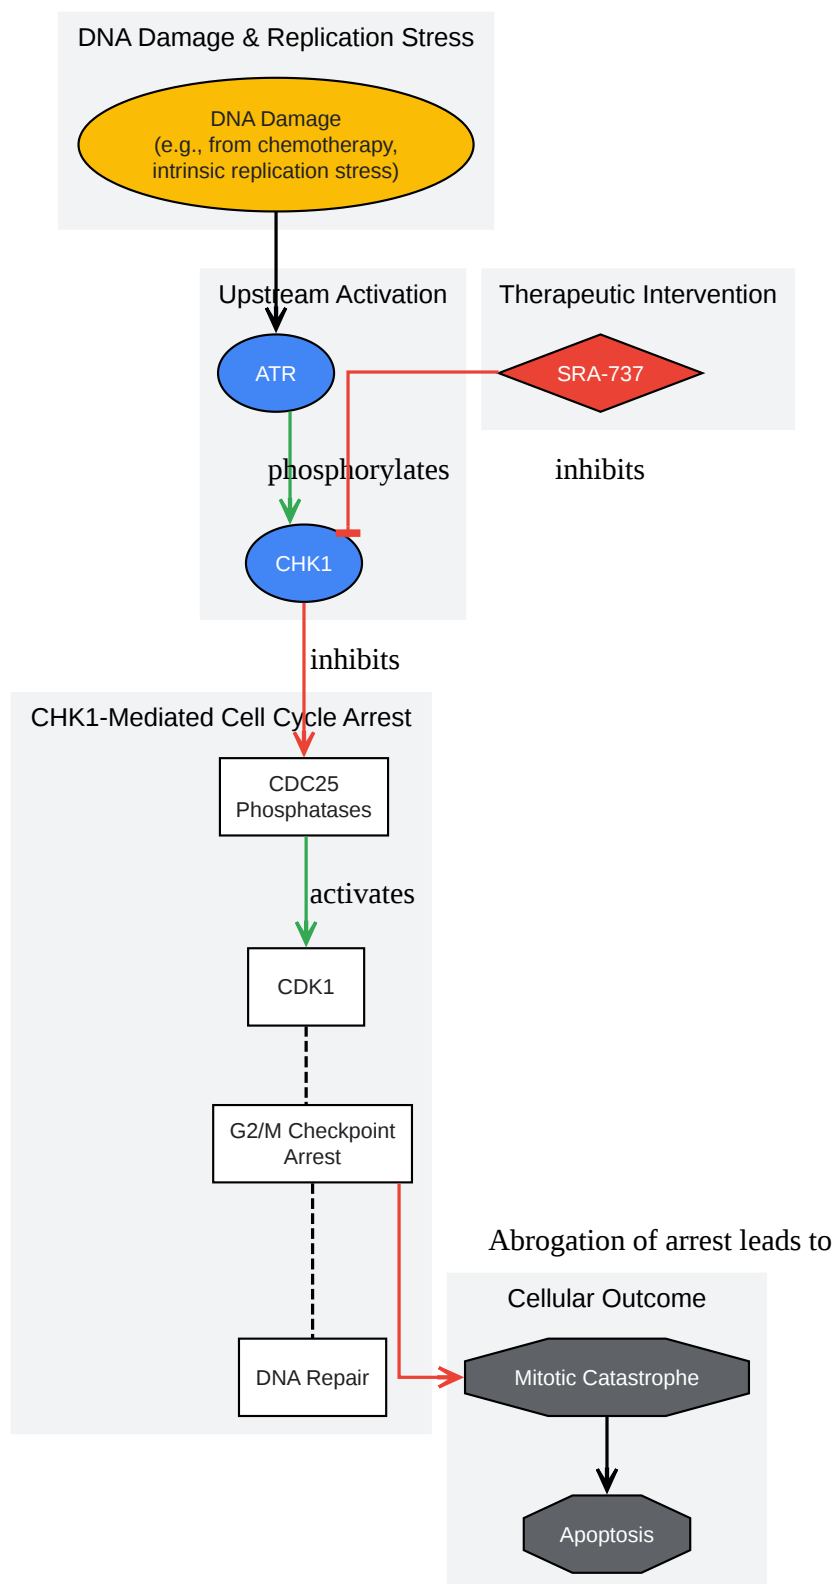 DNA Damage & Replication Stress
DNA Damage
(e.g., from chemotherapy,
intrinsic replication stress)
Upstream Activation
Therapeutic Intervention
ATR
SRA-737
phosphorylates
inhibits
CHK1
inhibits
CHK1-Mediated Cell Cycle Arrest
CDC25
Phosphatases
activates
CDK1
G2/M Checkpoint
Arrest
Abrogation of arrest leads to
Cellular Outcome
DNA Repair
Mitotic Catastrophe
Apoptosis